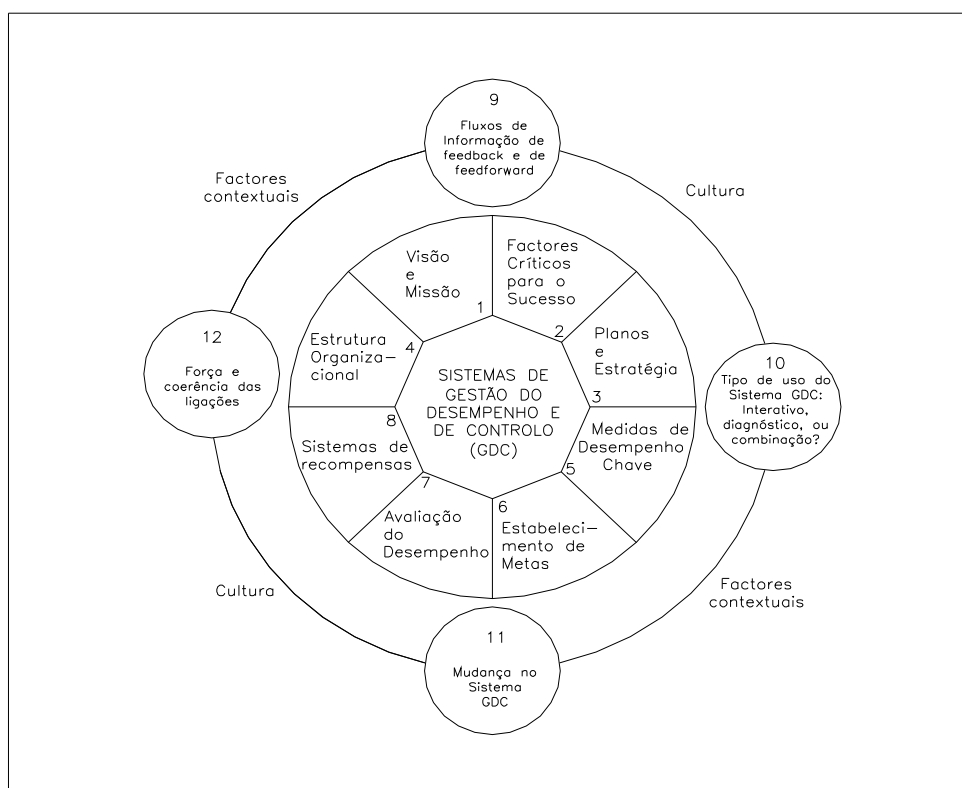 9
Fluxos de
Informação de
feedback e de
feedforward
Factores
contextuais
Cultura
Visão
e
Missão
1
Factores
Críticos
para o
Sucesso
2
Estrutura
Organiza-
cional
4
Planos
e
Estratégia
3
12
Força e
coerência das
ligações
10
Tipo de uso do
Sistema GDC:
Interativo,
diagnóstico, ou
combinação?
SISTEMAS DE
GESTÃO DO
DESEMPENHO E
DE CONTROLO
(GDC)
8
Sistemas de
recompensas
Medidas de
Desempenho
Chave
5
7
Avaliação
do
Desempenho
6
Estabeleci-
mento de
Metas
Cultura
Factores
contextuais
11
Mudança no
Sistema
GDC